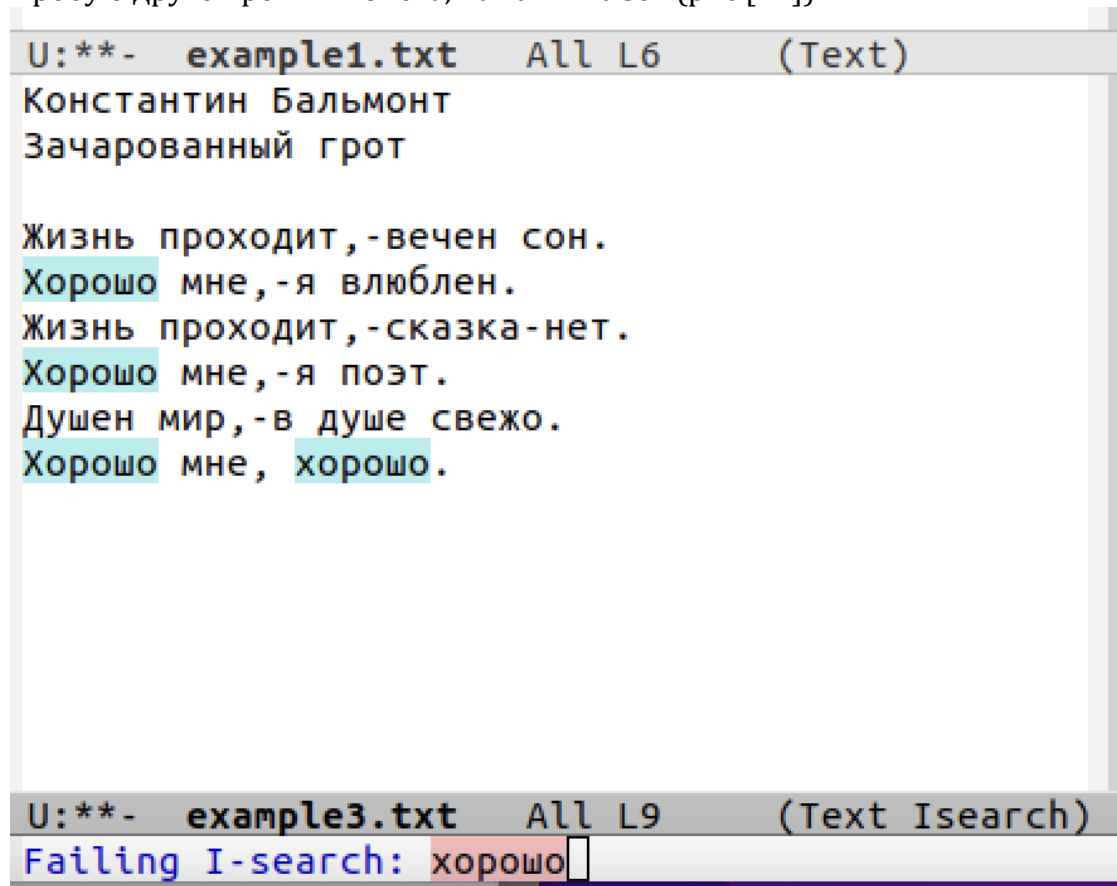 U:**-  example1.txt   All L6     (Text)
Константин Бальмонт
Зачарованный грот
Жизнь проходит,-вечен сон.
Хорошо мне,-я влюблен.
Жизнь проходит,-сказка-нет.
Хорошо мне,-я поэт.
Душен мир,-в душе свежо.
Хорошо мне, хорошо.
U:**-  example3.txt   All L9     (Text Isearch)
Failing I-search: хорошо